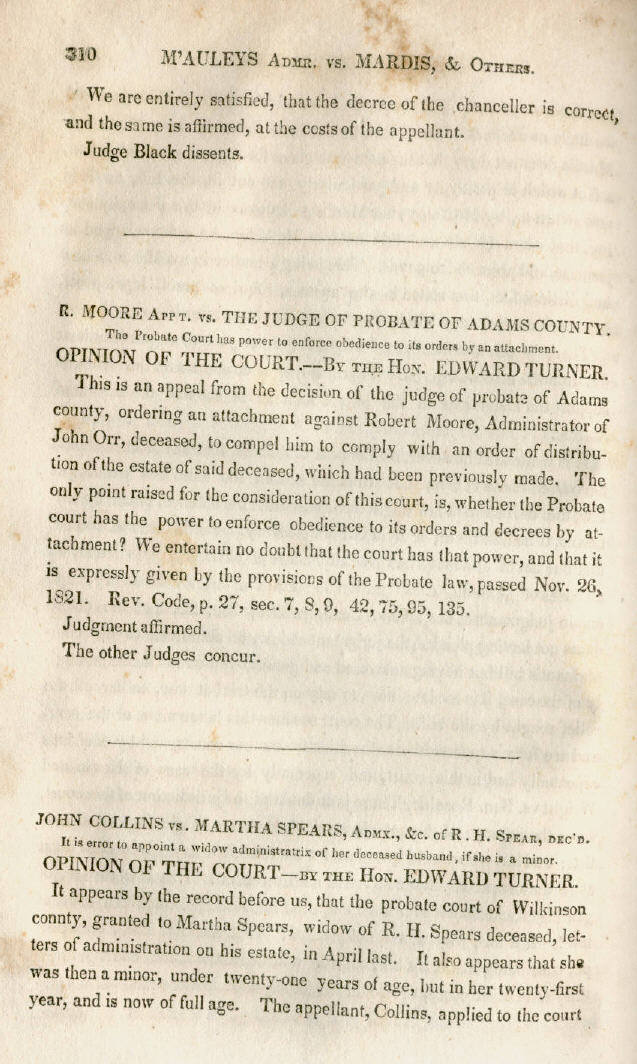 310 M'AULEYS ADMR. vs. MARDIS, & OTHERS.
We are entirely satisfied, that the decree of the chanceller is correct,
and the same is affirmed, at the costs of the appellant.
Judge Black dissents.
R. MOORE APPT. vs. THE JUDGE OF PROBATE OF ADAMS COUNTY.
The Probate Court has power to enforce obedience to its orders by an attachment.
OPINION OF THE COURT.—BY THE HON. EDWARD TURNER.
This is an appeal from the decision of the judge of probate of Adams
county, ordering an attachment against Robert Moore, Administrator of
John Orr, deceased, to compel him to comply with an order of distribu-
tion of the estate of said deceased, which had been previously made. The
only point raised for the consideration of this court, is, whether the Probate
court has the power to enforce obedience to its orders and decrees by at-
tachment? We entertain no doubt that the court has that power, and that it
is expressly given by the provisions of the Probate law, passed Nov. 26,
1821. Rev. Code, p. 27, sec. 7, 8, 9, 42, 75, 95, 135.
Judgment affirmed.
The other Judges concur.
JOHN COLLINS vs. MARTHA SPEARS, ADMX., &c. of R. H. SPEAR, DEC'D.
It is error to appoint a widow administratrix of her deceased husband, if she is a minor.
OPINION OF THE COURT—BY THE HON. EDWARD TURNER.
It appears by the record before us, that the probate court of Wilkinson
connty, granted to Martha Spears, widow of R. H. Spears deceased, let-
ters of administration on his estate, in April last. It also appears that she
was then a minor, under twenty-one years of age, but in her twenty-first
year, and is now of full age. The appellant, Collins, applied to the court